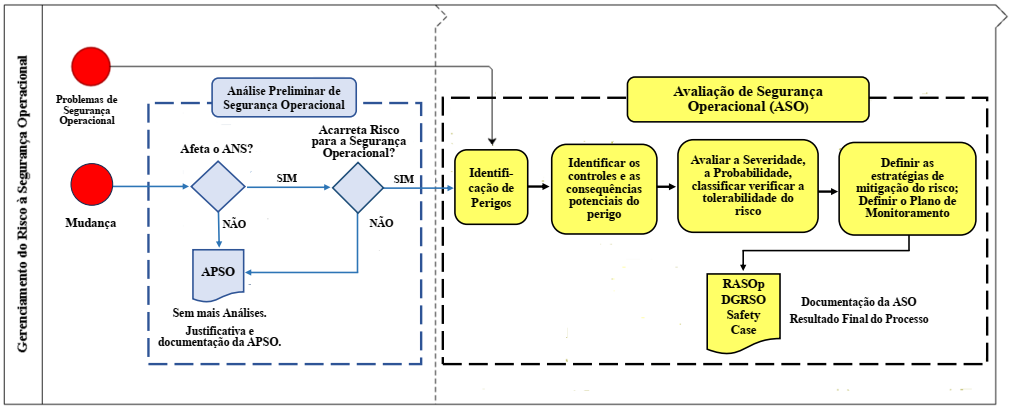 Gerenciamento do Risco à Segurança Operacional
Problemas de
Segurança
Operacional
Mudança
Análise Preliminar de
Segurança Operacional
Afeta o ANS?
SIM
NÃO
Acarreta Risco
para a Segurança
Operacional?
SIM
NÃO
APSO
Sem mais Análises.
Justificativa e
documentação da APSO.
Avaliação de Segurança
Operacional (ASO)
Identifi-
cação de
Perigos
Identificar os
controles e as
consequências
potenciais do
perigo
Avaliar a Severidade,
a Probabilidade,
classificar verificar a
tolerabilidade do
risco
Definir as
estratégias de
mitigação do risco;
Definir o Plano de
Monitoramento
RASOp
DGRSO
Safety
Case
Documentação da ASO
Resultado Final do Processo